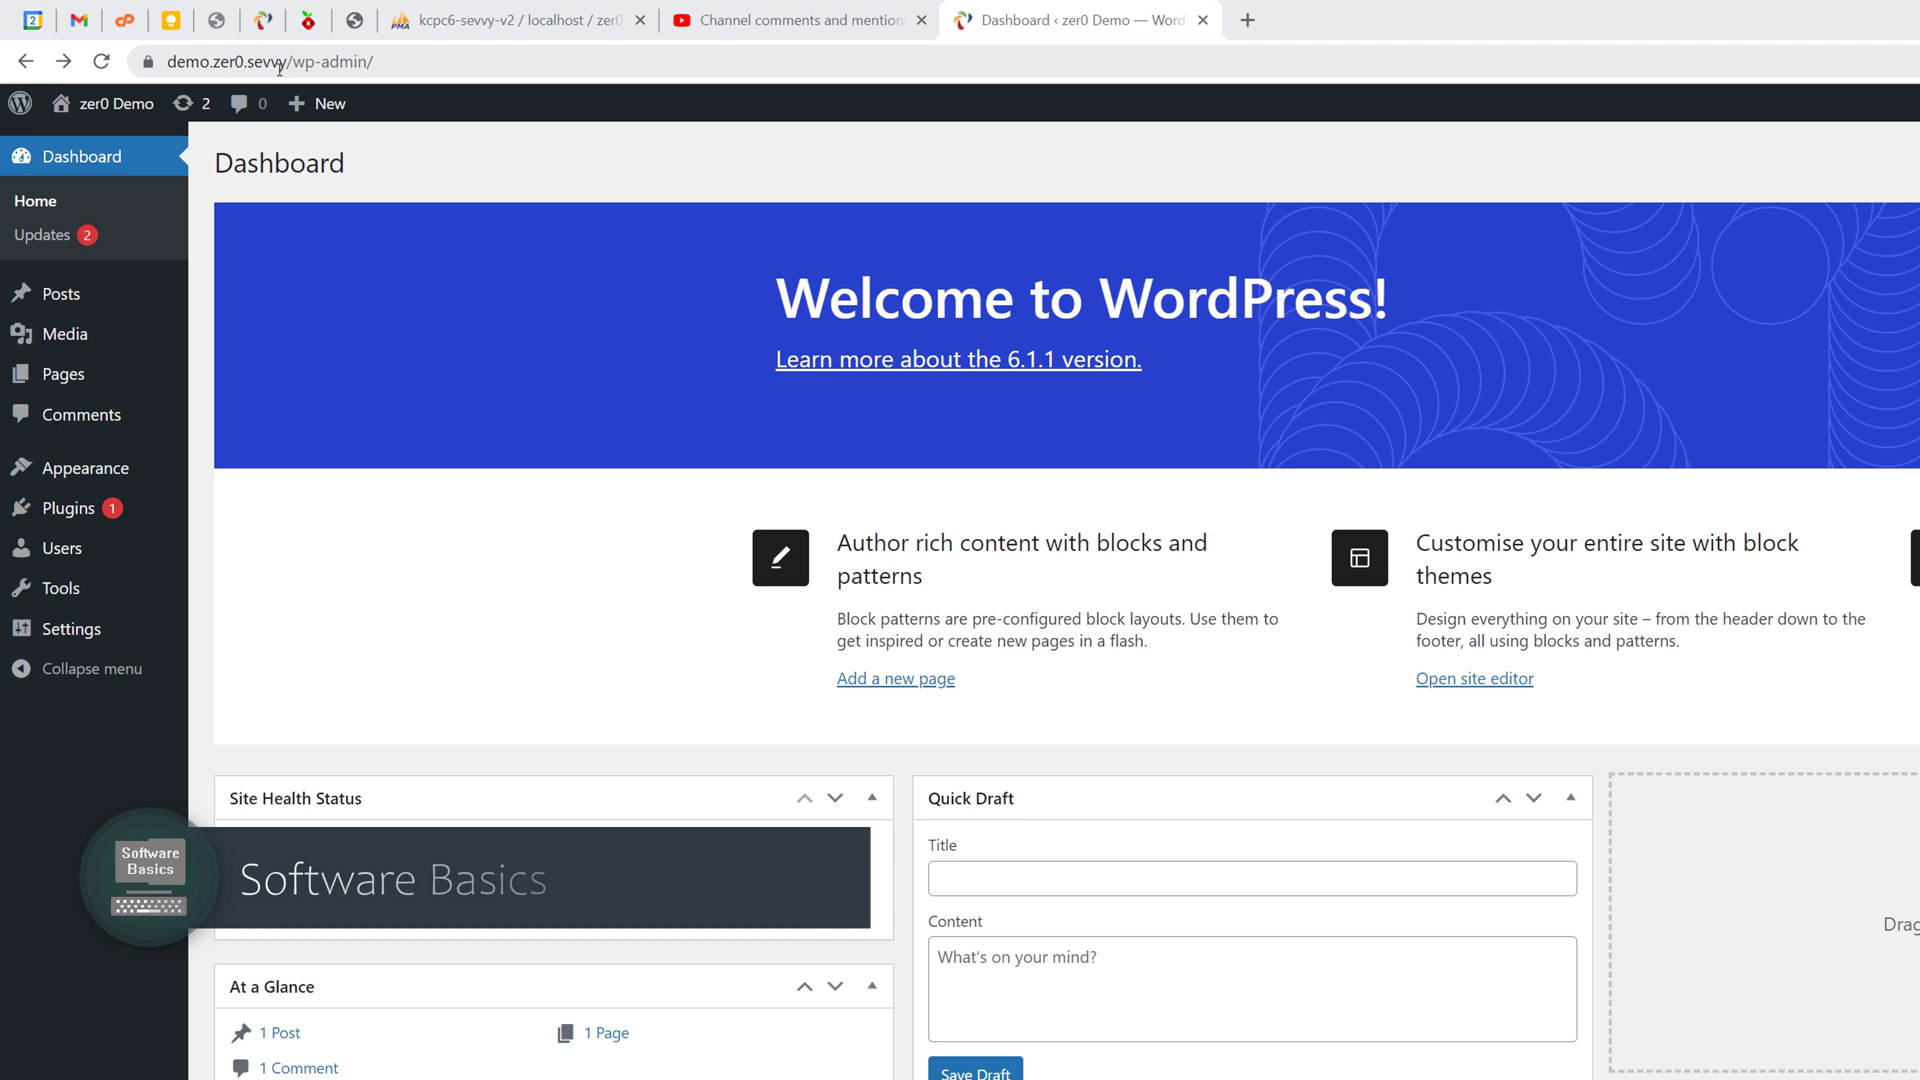 kcpc6-sevvy-v2 / localhost / zer0
Channel comments and mention
Dashboard ‹ zer0 Demo — Word
demo.zer0.sevvy/wp-admin/
zer0 Demo
2
0
New
Dashboard
Home
Updates 2
Posts
Media
Pages
Comments
Appearance
Plugins 1
Users
Tools
Settings
Collapse menu
Dashboard
Welcome to WordPress!
Learn more about the 6.1.1 version.
Author rich content with blocks and
patterns
Block patterns are pre-configured block layouts. Use them to
get inspired or create new pages in a flash.
Add a new page
Customise your entire site with block
themes
Design everything on your site – from the header down to the
footer, all using blocks and patterns.
Open site editor
Site Health Status
Software
Basics
Software Basics
At a Glance
1 Post
1 Page
1 Comment
Quick Draft
Title
Content
What's on your mind?
Save Draft
Drag